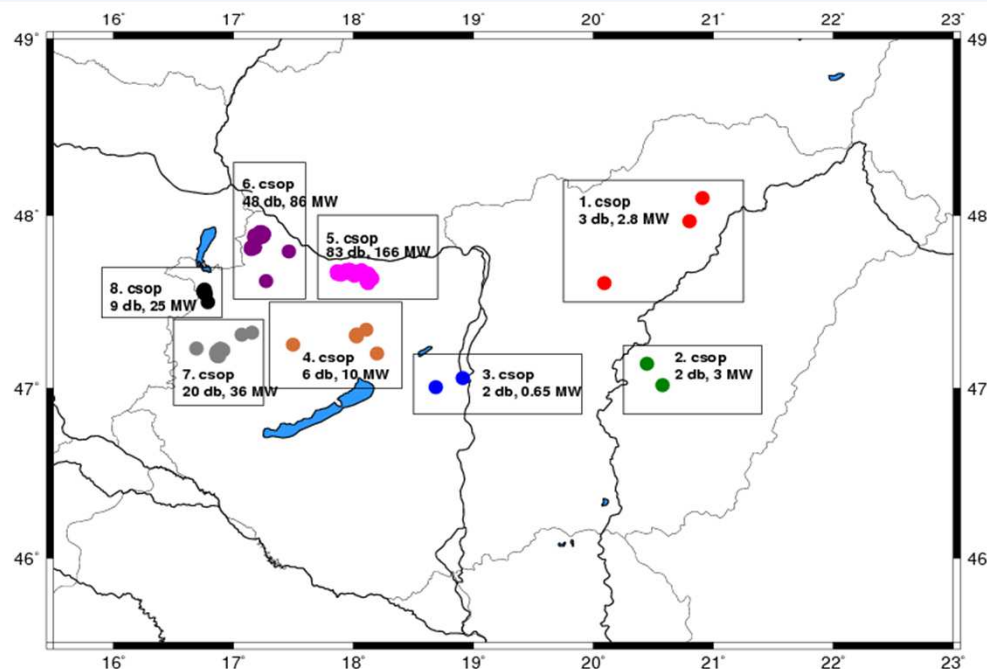 16° 17° 18° 19° 20° 21° 22° 23°
49° 49°
6. csop
48 db, 86 MW
1. csop
3 db, 2.8 MW
48° 48°
5. csop
83 db, 166 MW
8. csop
9 db, 25 MW
4. csop
6 db, 10 MW
7. csop
20 db, 36 MW
3. csop
2 db, 0.65 MW
2. csop
2 db, 3 MW
47° 47°
46° 46°
16° 17° 18° 19° 20° 21° 22° 23°